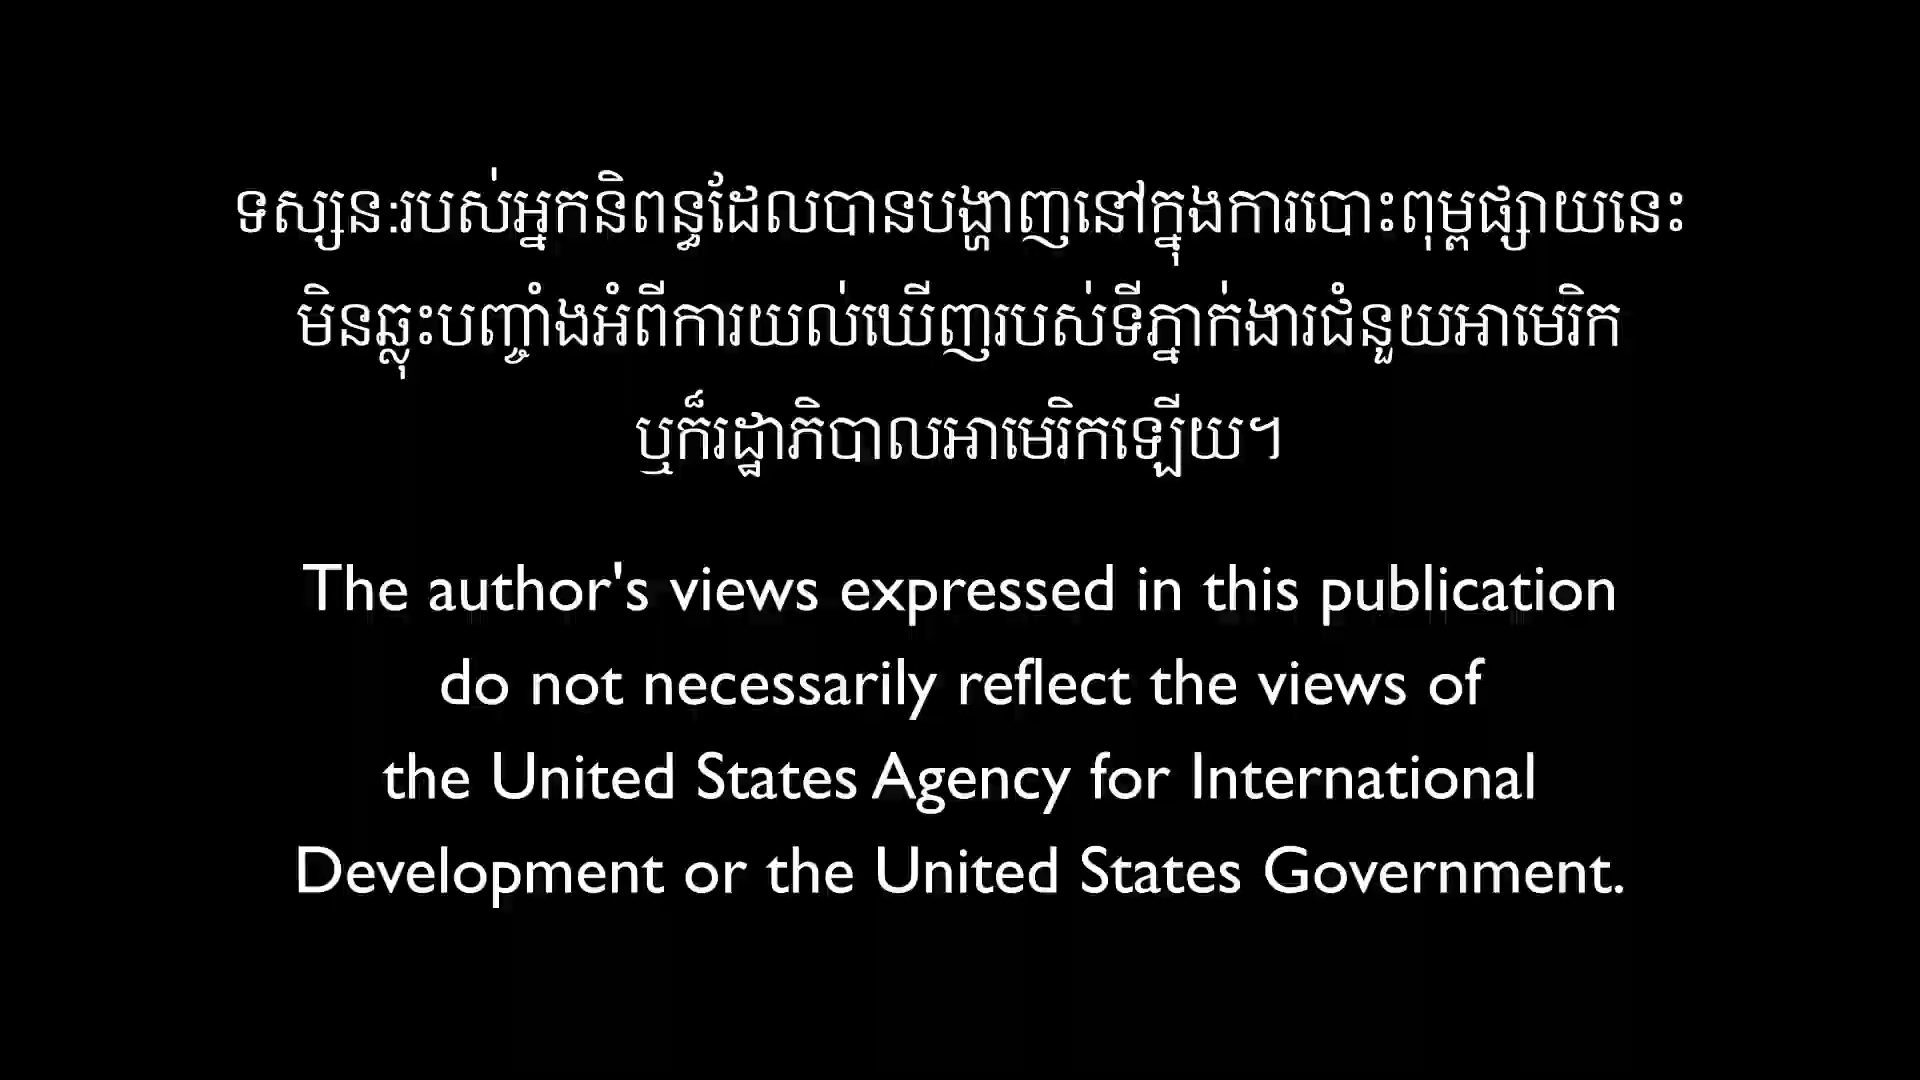 ទស្សនៈរបស់អ្នកនិពន្ធដែលបានបង្ហាញនៅក្នុងការបោះពុម្ពផ្សាយនេះ
មិនឆ្លុះបញ្ចាំងអំពីការយល់ឃើញរបស់ទីភ្នាក់ងារជំនួយអាមេរិក
ឬក៏រដ្ឋាភិបាលអាមេរិកឡើយ។
The author's views expressed in this publication
do not necessarily reflect the views of
the United States Agency for International
Development or the United States Government.